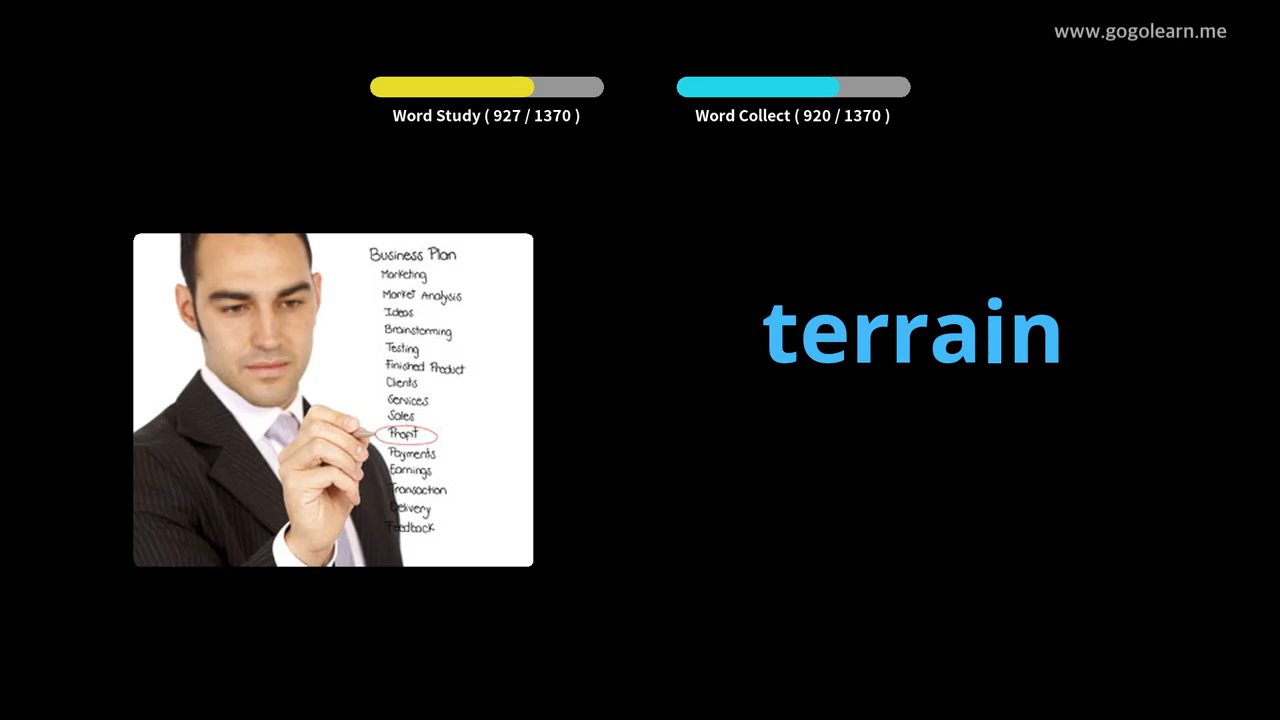 www.gogolearn.me
Word Study ( 927 / 1370 )
Word Collect ( 920 / 1370 )
Business Plan
Marketing
Market Analysis
Ideas
Brainstorming
Testing
Finished Product
Clients
Services
Sales
Profit
Payments
Earnings
Transaction
Delivery
Feedback
terrain